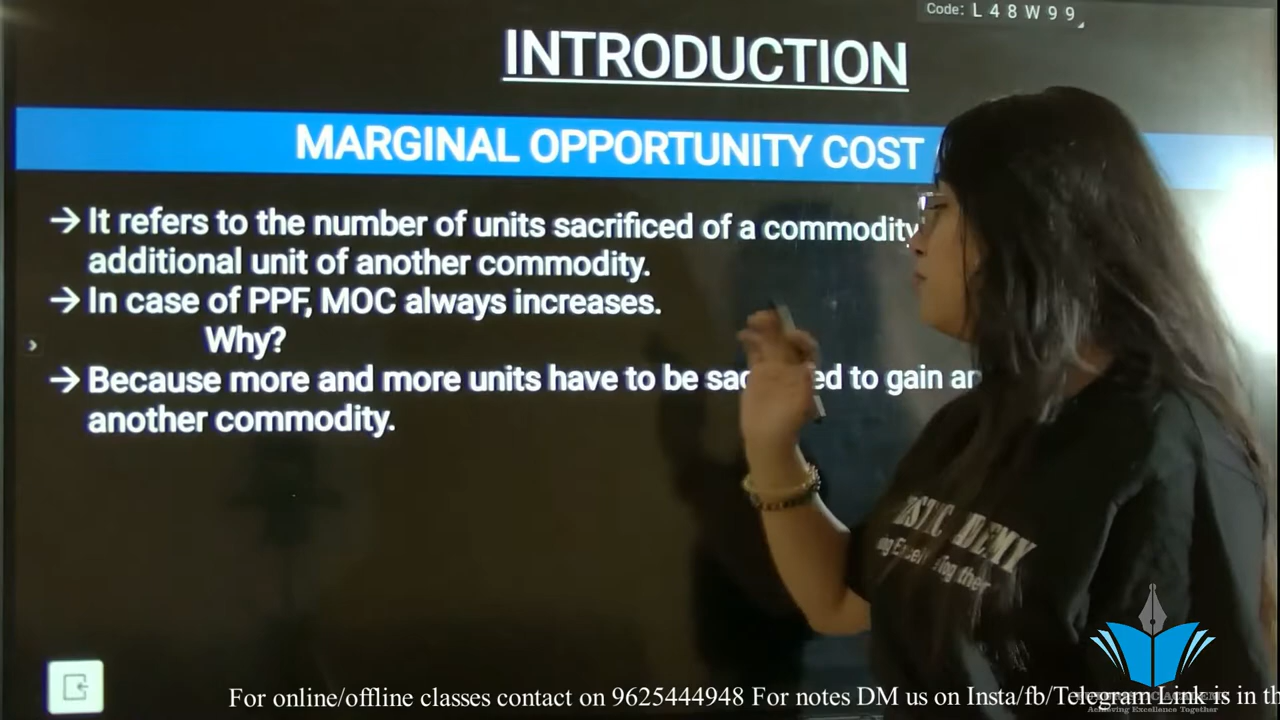 Code: L 4 8 W 9 9
INTRODUCTION
MARGINAL OPPORTUNITY COST
→ It refers to the number of units sacrificed of a commodity
additional unit of another commodity.
→ In case of PPF, MOC always increases.
Why?
→ Because more and more units have to be to gain
another commodity.
For online/offline classes contact on 9625444948 For notes DM us on Insta/fb/Telegram Link is in
Achieving Excellence Together